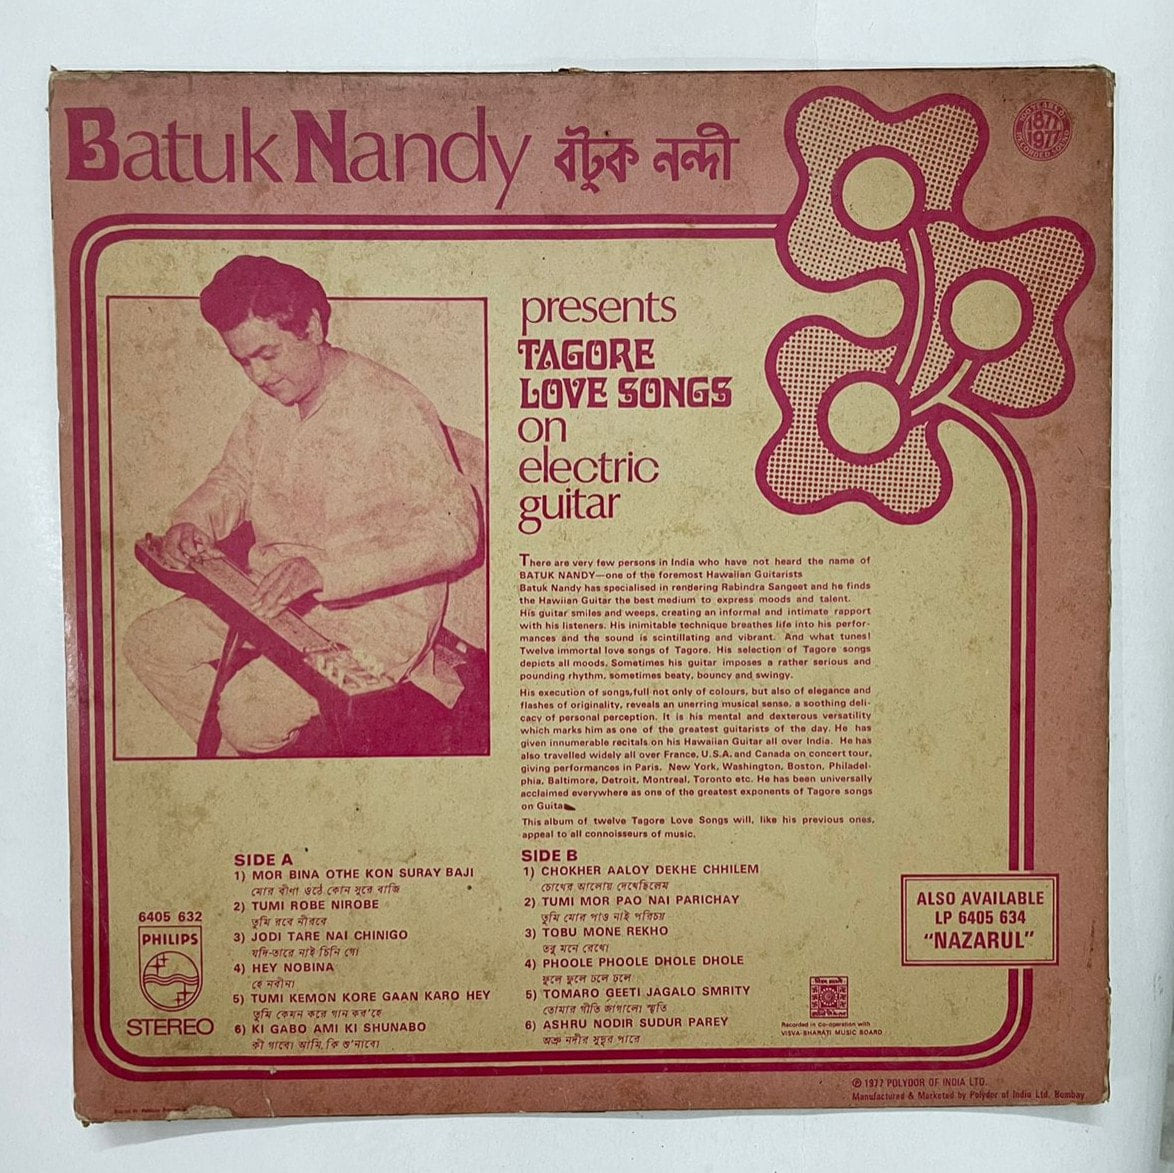 Batuk Nandy বটুক নন্দী
100 YEARS OF
1877
1977
RECORDED SOUND
presents
TAGORE
LOVE SONGS
on
electric
guitar
There are very few persons in India who have not heard the name of
BATUK NANDY—one of the foremost Hawaiian Guitarists
Batuk Nandy has specialised in rendering Rabindra Sangeet and he finds
the Hawiian Guitar the best medium to express moods and talent.
His guitar smiles and weeps, creating an informal and intimate rapport
with his listeners. His inimitable technique breathes life into his perfor-
mances and the sound is scintillating and vibrant. And what tunes!
Twelve immortal love songs of Tagore. His selection of Tagore songs
depicts all moods. Sometimes his guitar imposes a rather serious and
pounding rhythm, sometimes beaty, bouncy and swingy.
His execution of songs, full not only of colours, but also of elegance and
flashes of originality, reveals an unerring musical sense, a soothing deli-
cacy of personal perception. It is his mental and dexterous versatility
which marks him as one of the greatest guitarists of the day. He has
given innumerable recitals on his Hawaiian Guitar all over India. He has
also travelled widely all over France, U.S.A. and Canada on concert tour,
giving performances in Paris. New York, Washington, Boston, Philadel-
phia, Baltimore, Detroit, Montreal, Toronto etc. He has been universally
acclaimed everywhere as one of the greatest exponents of Tagore songs
on Guita
This album of twelve Tagore Love Songs will, like his previous ones,
appeal to all connoisseurs of music.
SIDE A
1) MOR BINA OTHE KON SURAY BAJI
মোর বীণা ওঠে কোন সুরে বাজি
2) TUMI ROBE NIROBE
তুমি রবে নীরবে
3) JODI TARE NAI CHINIGO
যদি-তারে নাই চিনি গো
4) HEY NOBINA
হে নবীনা
5) TUMI KEMON KORE GAAN KARO HEY
তুমি কেমন করে গান কর'হে
6) KI GABO AMI KI SHUNABO
কী গাবো আমি, কি শু'নাবো
SIDE B
1) CHOKHER AALOY DEKHE CHHILEM
চোখের আলোয় দেখেছিলেম
2) TUMI MOR PAO NAI PARICHAY
তুমি মোর পাও নাই পরিচয়
3) TOBU MONE REKHO
তবু মনে রেখো
4) PHOOLE PHOOLE DHOLE DHOLE
ফুলে ফুলে ঢলে ঢলে
5) TOMARO GEETI JAGALO SMRITY
তোমার গীতি জাগালো স্মৃতি
6) ASHRU NODIR SUDUR PAREY
অশ্রু নদীর সুদূর পারে
6405 632
PHILIPS
STEREO
ALSO AVAILABLE
LP 6405 634
"NAZARUL"
Recorded in Co-operation with
VISVA-BHARATI MUSIC BOARD
℗ 1977 POLYDOR OF INDIA LTD.
Manufactured & Marketed by Polydor of India Ltd. Bombay